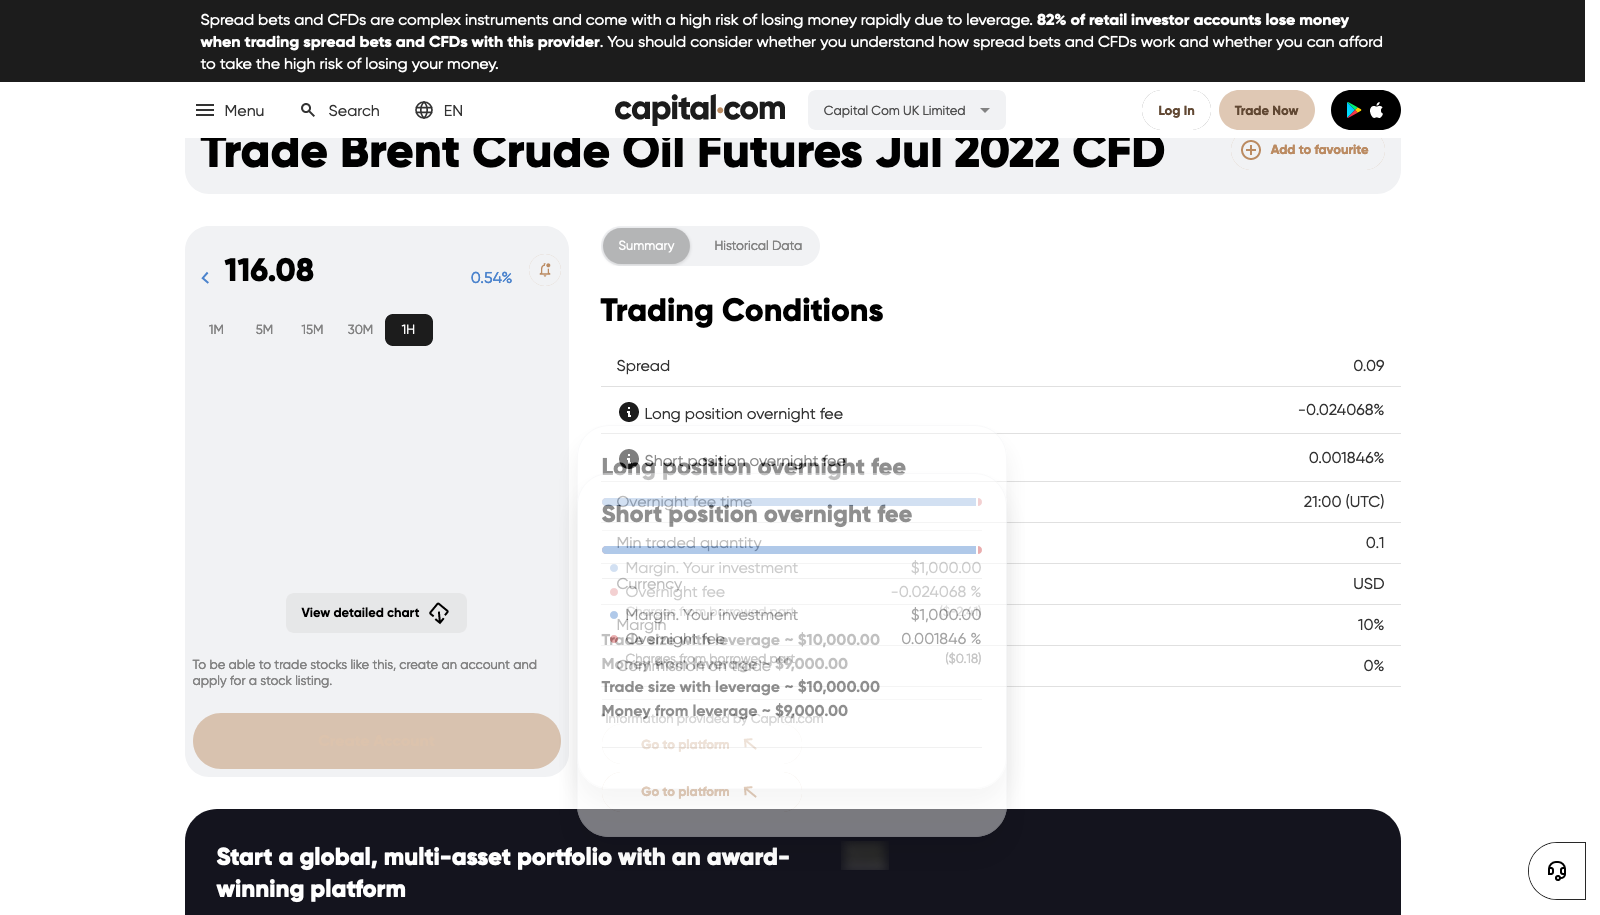 Spread bets and CFDs are complex instruments and come with a high risk of losing money rapidly due to leverage. 82% of retail investor accounts lose money
when trading spread bets and CFDs with this provider. You should consider whether you understand how spread bets and CFDs work and whether you can afford
to take the high risk of losing your money.
Menu
Search
EN
capital.com
Capital Com UK Limited
Log In
Trade Now
Trade Brent Crude Oil Futures Jul 2022 CFD
Add to favourite
116.08
0.54%
1M
5M
15M
30M
1H
View detailed chart
To be able to trade stocks like this, create an account and
apply for a stock listing.
Summary
Historical Data
Trading Conditions
Spread 0.09
Long position overnight fee -0.024068%
Short position overnight fee 0.001846%
Overnight fee time 21:00 (UTC)
Min traded quantity 0.1
Currency USD
Margin 10%
Commission on trade 0%
Information provided by Capital.com
Long position overnight fee
Margin. Your investment $1,000.00
Overnight fee -0.024068 %
Charges from borrowed part
Trade size with leverage ~ $10,000.00
Money from leverage ~ $9,000.00
Go to platform
Short position overnight fee
Margin. Your investment $1,000.00
Overnight fee 0.001846 %
Charges from borrowed part ($0.18)
Trade size with leverage ~ $10,000.00
Money from leverage ~ $9,000.00
Go to platform
Start a global, multi-asset portfolio with an award-
winning platform